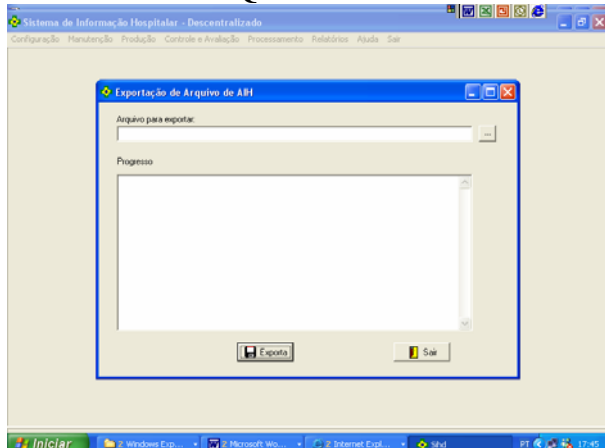 Sistema de Informação Hospitalar - Descentralizado
Configuração Manutenção Produção Controle e Avaliação Processamento Relatórios Ajuda Sair
Exportação de Arquivo de AIH
Arquivo para exportar:
...
Progresso
Exporta
Sair
Iniciar 2 Windows Exp... 2 Microsoft Wo... 2 Internet Expl... Sihd PT 17:45